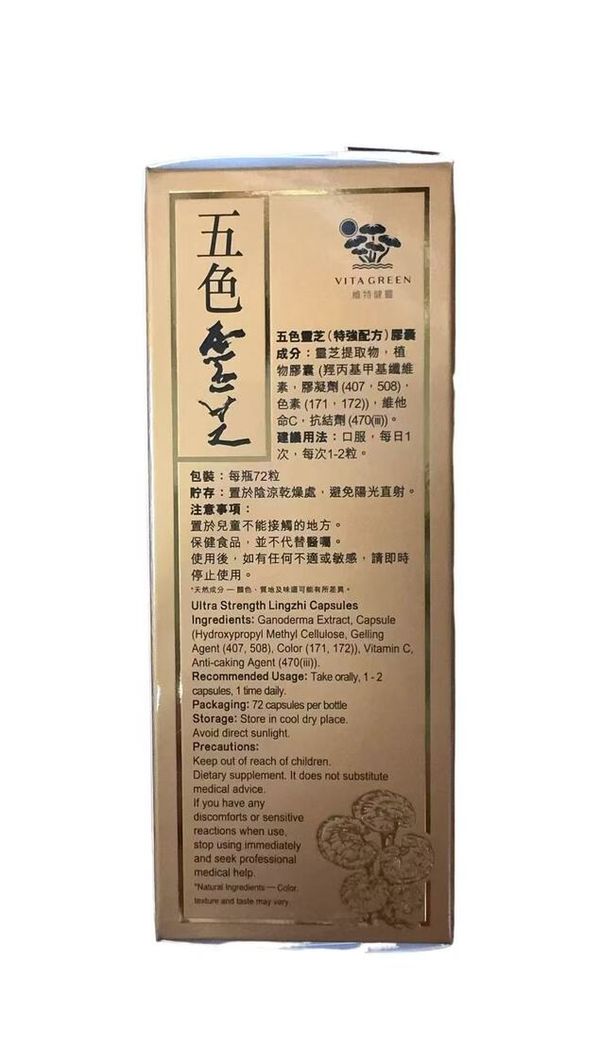 五色靈芝
VITA GREEN
維特健靈
五色靈芝(特強配方)膠囊
成分：靈芝提取物，植
物膠囊 (羥丙基甲基纖維
素，膠凝劑 (407，508)，
色素 (171，172))，維他
命C，抗結劑 (470(iii))。
建議用法：口服，每日1
次，每次1-2粒。
包裝：每瓶72粒
貯存：置於陰涼乾燥處，避免陽光直射。
注意事項：
置於兒童不能接觸的地方。
保健食品，並不代替醫囑。
使用後，如有任何不適或敏感，請即時
停止使用。
*天然成分 — 顏色、質地及味道可能有所差異。
Ultra Strength Lingzhi Capsules
Ingredients: Ganoderma Extract, Capsule
(Hydroxypropyl Methyl Cellulose, Gelling
Agent (407, 508), Color (171, 172)), Vitamin C,
Anti-caking Agent (470(iii)).
Recommended Usage: Take orally, 1 - 2
capsules, 1 time daily.
Packaging: 72 capsules per bottle
Storage: Store in cool dry place.
Avoid direct sunlight.
Precautions:
Keep out of reach of children.
Dietary supplement. It does not substitute
medical advice.
If you have any
discomforts or sensitive
reactions when use,
stop using immediately
and seek professional
medical help.
*Natural Ingredients — Color,
texture and taste may very.